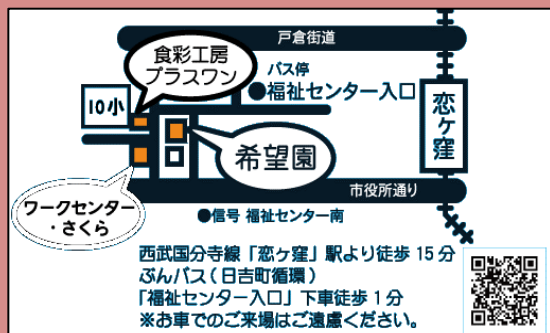 戸倉街道
食彩工房
プラスワン
バス停
●福祉センター入口
10小
恋ヶ窪
希望園
市役所通り
ワークセンター
・さくら
●信号 福祉センター南
西武国分寺線「恋ヶ窪」駅より徒歩 15 分
ぶんバス(日吉町循環)
「福祉センター入口」下車徒歩 1 分
※お車でのご来場はご遠慮ください。